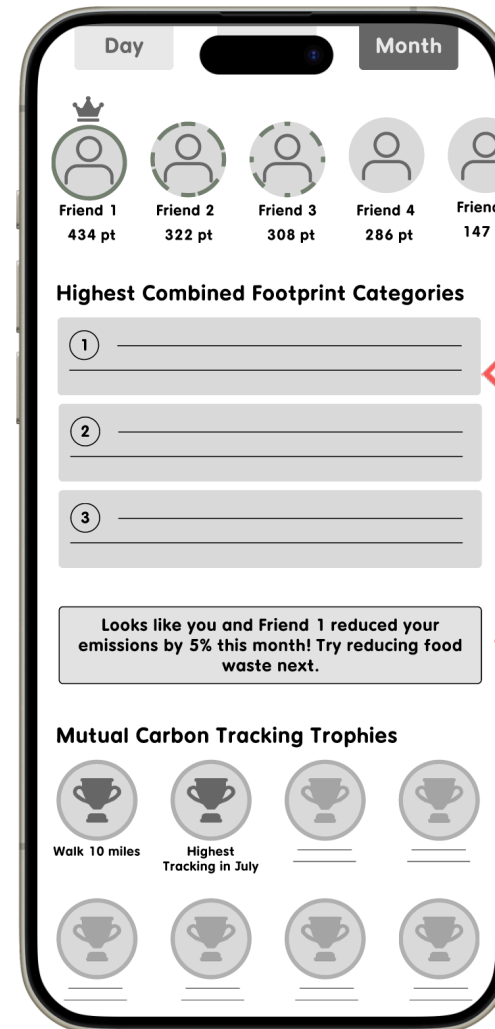 Day
Month
Friend 1
Friend 2
Friend 3
Friend 4
Friend
434 pt
322 pt
308 pt
286 pt
147
Highest Combined Footprint Categories
1
2
3
Looks like you and Friend 1 reduced your
emissions by 5% this month! Try reducing food
waste next.
Mutual Carbon Tracking Trophies
Walk 10 miles
Highest
Tracking in July